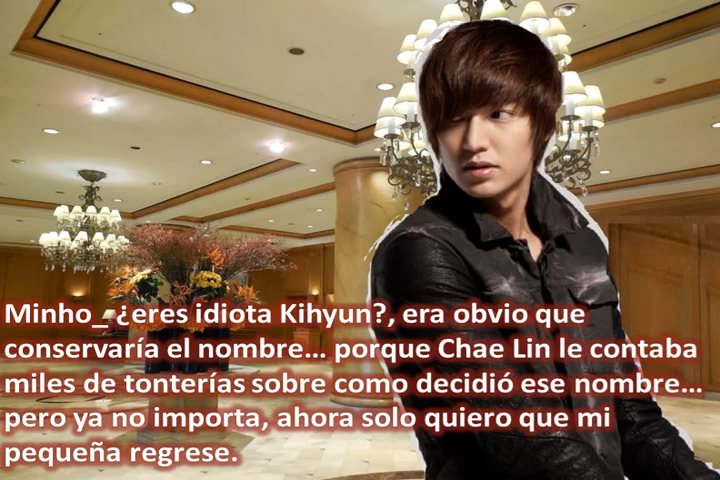 Minho_ ¿eres idiota Kihyun?, era obvio que
conservaría el nombre... porque Chae Lin le contaba
miles de tonterías sobre como decidió ese nombre...
pero ya no importa, ahora solo quiero que mi
pequeña regrese.